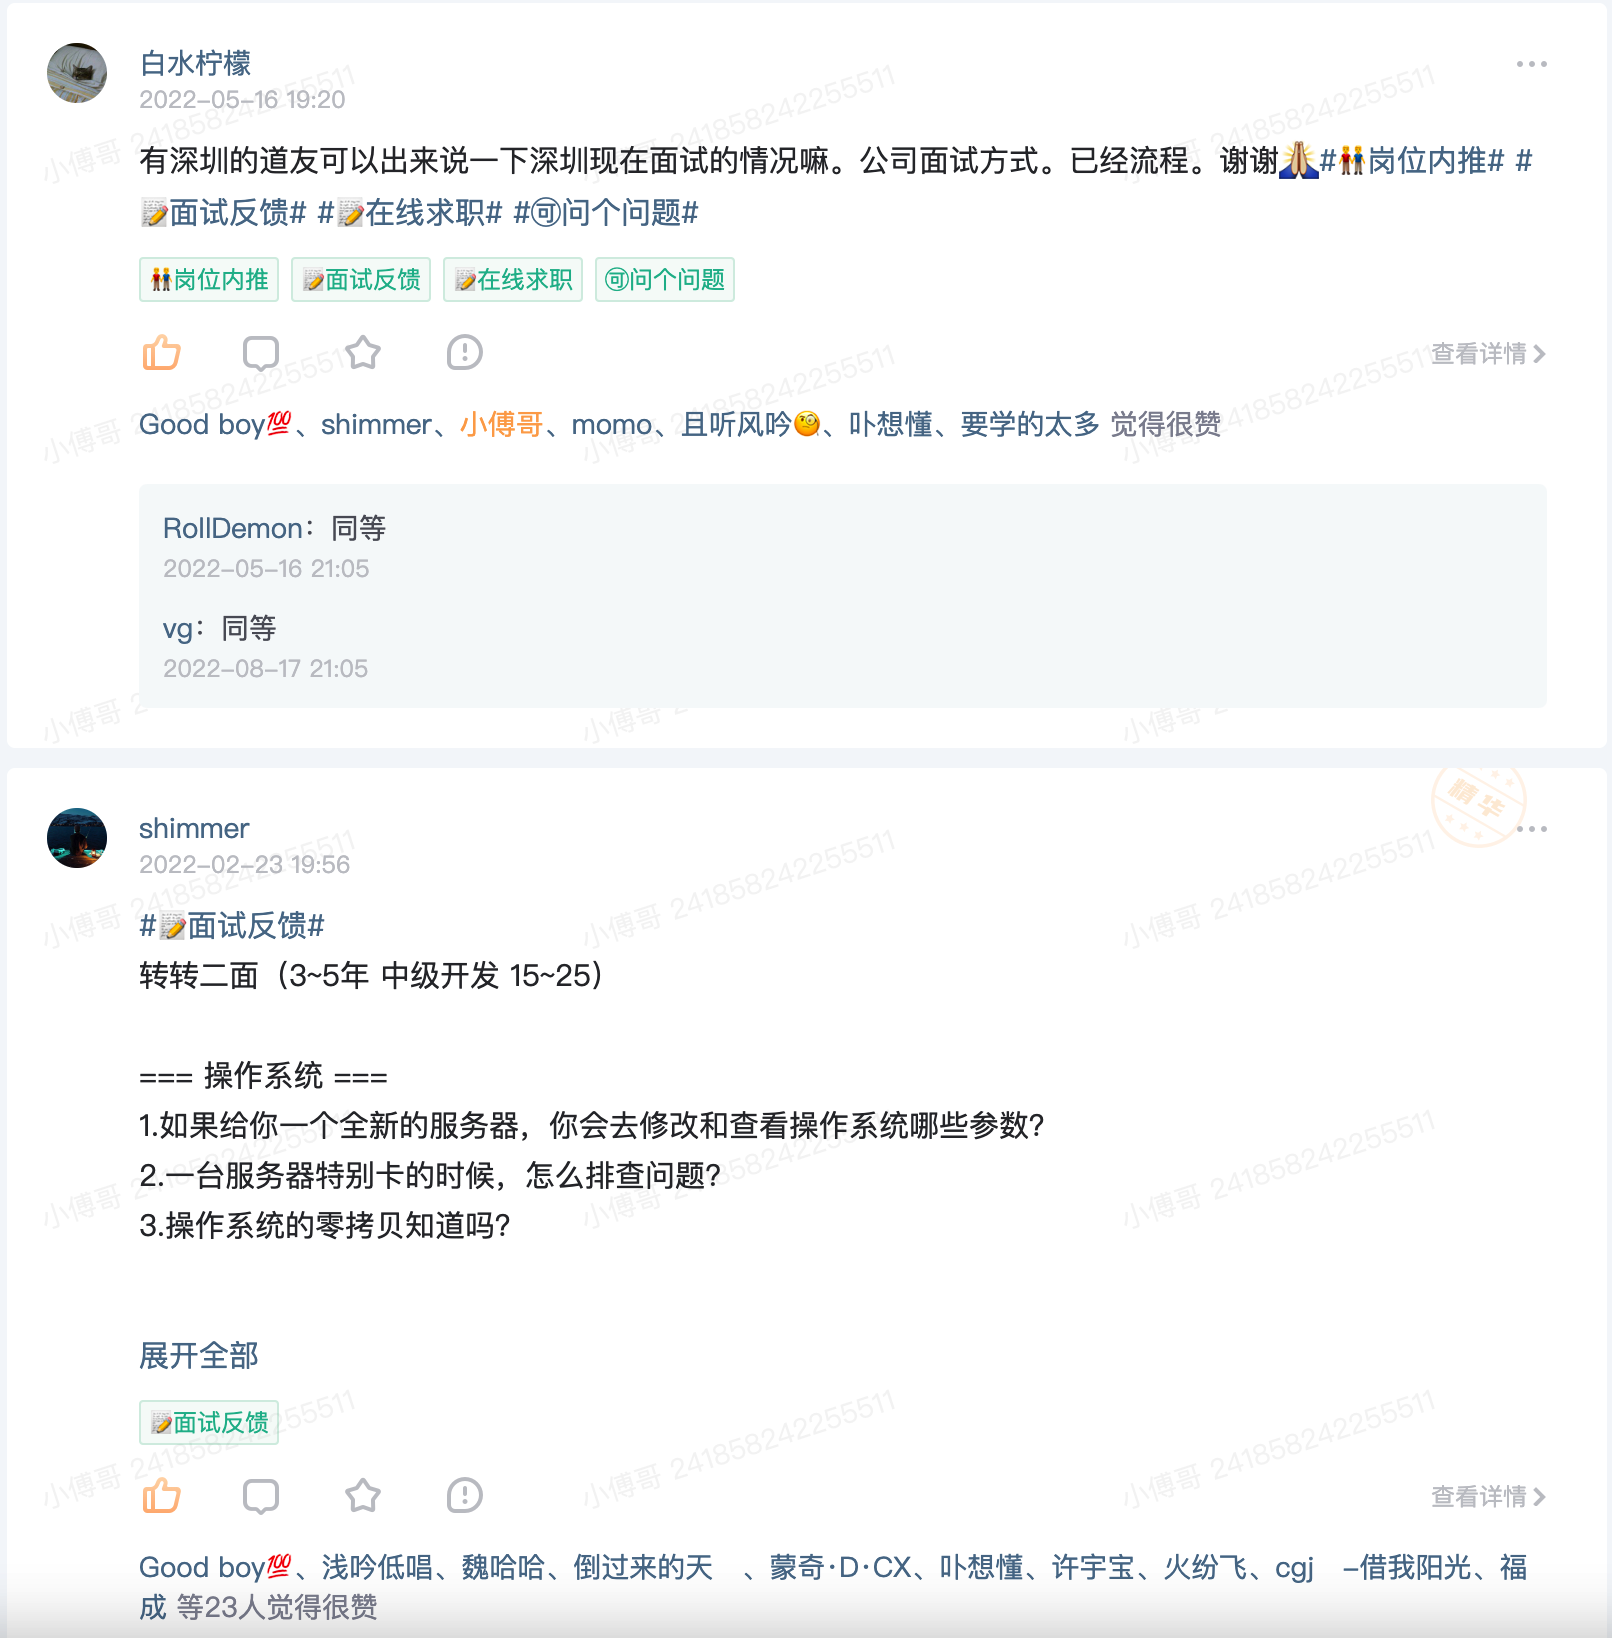 白水柠檬
2022-05-16 19:20
有深圳的道友可以出来说一下深圳现在面试的情况嘛。公司面试方式。已经流程。谢谢🙏#👬岗位内推# #
📝面试反馈# #📝在线求职# #🉑问个问题#
👬岗位内推 📝面试反馈 📝在线求职 🉑问个问题
查看详情
Good boy💯、shimmer、小傅哥、momo、且听风吟🧐、卟想懂、要学的太多 觉得很赞
RollDemon：同等
2022-05-16 21:05
vg：同等
2022-08-17 21:05
精华
shimmer
2022-02-23 19:56
#📝面试反馈#
转转二面（3~5年 中级开发 15~25）
=== 操作系统 ===
1.如果给你一个全新的服务器，你会去修改和查看操作系统哪些参数？
2.一台服务器特别卡的时候，怎么排查问题？
3.操作系统的零拷贝知道吗？
展开全部
📝面试反馈
查看详情
Good boy💯、浅吟低唱、魏哈哈、倒过来的天　、蒙奇·D·CX、卟想懂、许宇宝、火纷飞、cgj　-借我阳光、福
成 等23人觉得很赞
小傅哥 241858242255511